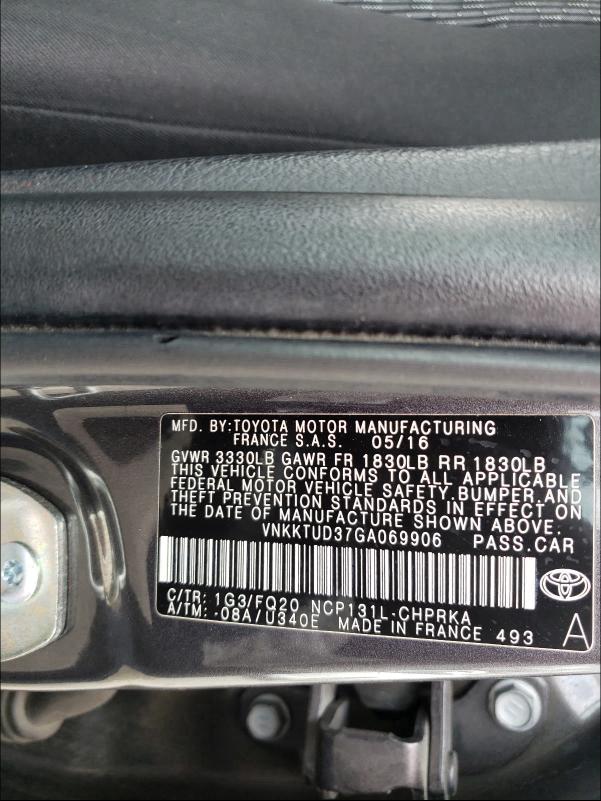 MFD. BY:TOYOTA MOTOR MANUFACTURING
FRANCE S.A.S. 05/16
GVWR 3330LB GAWR FR 1830LB RR 1830LB
THIS VEHICLE CONFORMS TO ALL APPLICABLE
FEDERAL MOTOR VEHICLE SAFETY,BUMPER,AND
THEFT PREVENTION STANDARDS IN EFFECT ON
THE DATE OF MANUFACTURE SHOWN ABOVE.
VNKKTUD37GA069906 PASS.CAR
C/TR: 1G3/FQ20 NCP131L-CHPRKA
A/TM: -08A/U340E MADE IN FRANCE 493 A